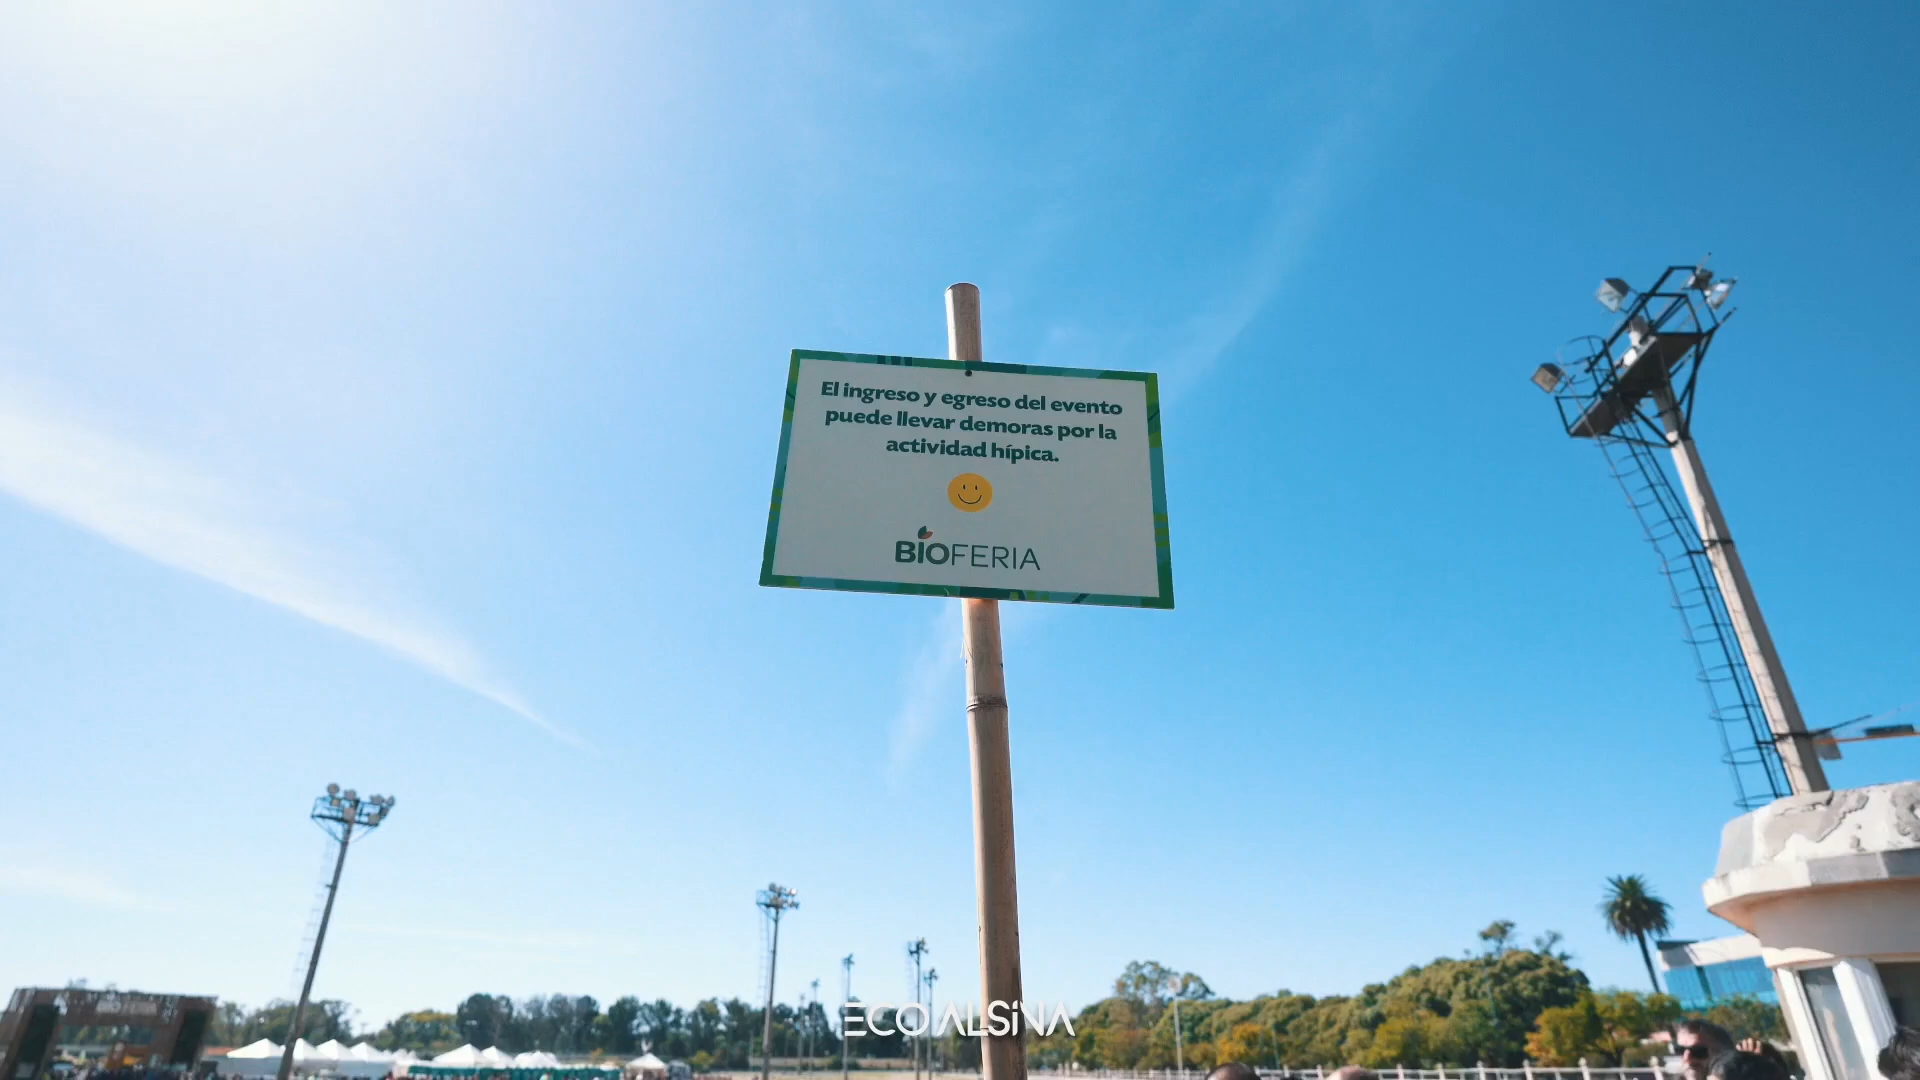 El ingreso y egreso del evento
puede llevar demoras por la
actividad hípica.
BIOFERIA
ECOALSINA